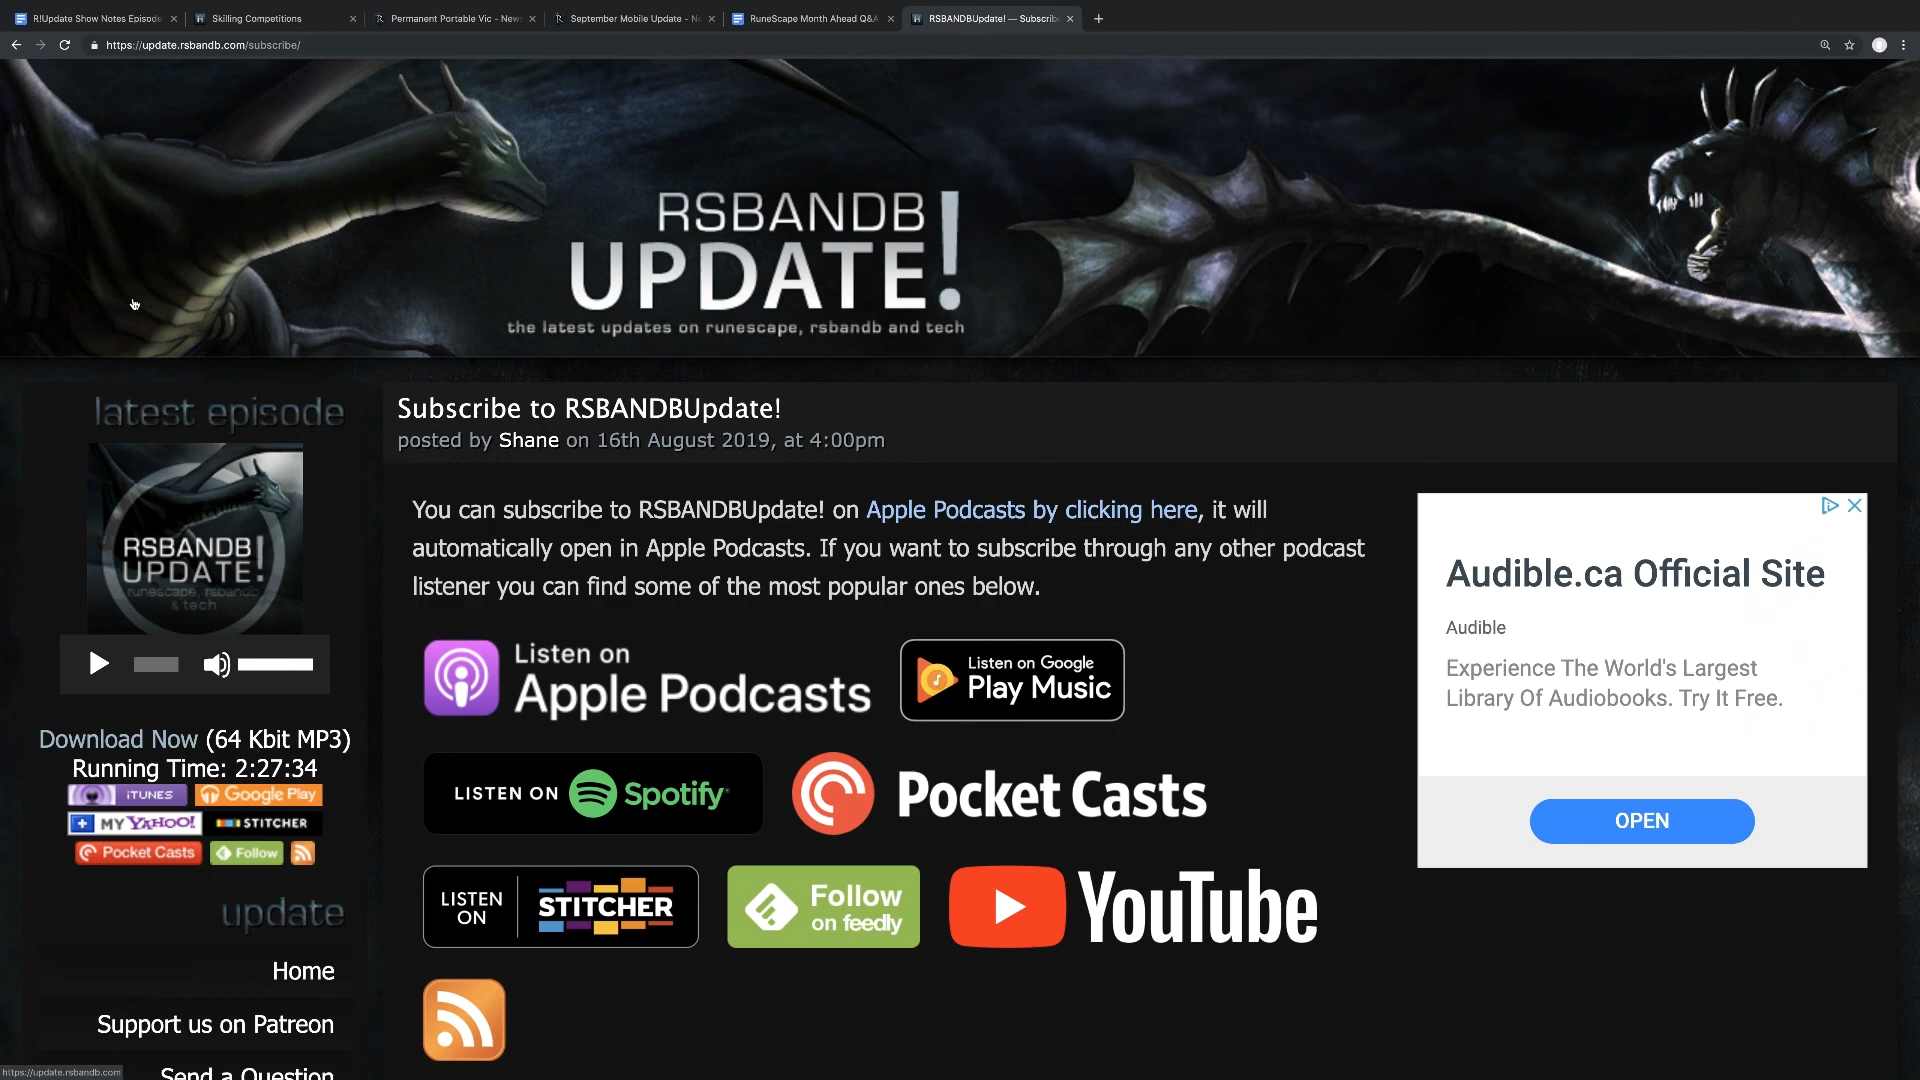 R!Update Show Notes Episode
Skilling Competitions
Permanent Portable Vic - News
September Mobile Update - Ne
RuneScape Month Ahead Q&A
RSBANDBUpdate! — Subscribe
https://update.rsbandb.com/subscribe/
RSBANDB
UPDATE!
the latest updates on runescape, rsbandb and tech
latest episode
RSBANDB
UPDATE!
runescape, rsbandb
& tech
Download Now (64 Kbit MP3)
Running Time: 2:27:34
iTUNES
Google Play
MY YAHOO!
STITCHER
Pocket Casts
Follow
update
Home
Support us on Patreon
Send a Question
Subscribe to RSBANDBUpdate!
posted by Shane on 16th August 2019, at 4:00pm
You can subscribe to RSBANDBUpdate! on Apple Podcasts by clicking here, it will
automatically open in Apple Podcasts. If you want to subscribe through any other podcast
listener you can find some of the most popular ones below.
Listen on
Apple Podcasts
Listen on Google
Play Music
LISTEN ON Spotify
Pocket Casts
LISTEN
ON
STITCHER
Follow
on feedly
YouTube
Audible.ca Official Site
Audible
Experience The World's Largest
Library Of Audiobooks. Try It Free.
OPEN
https://update.rsbandb.com